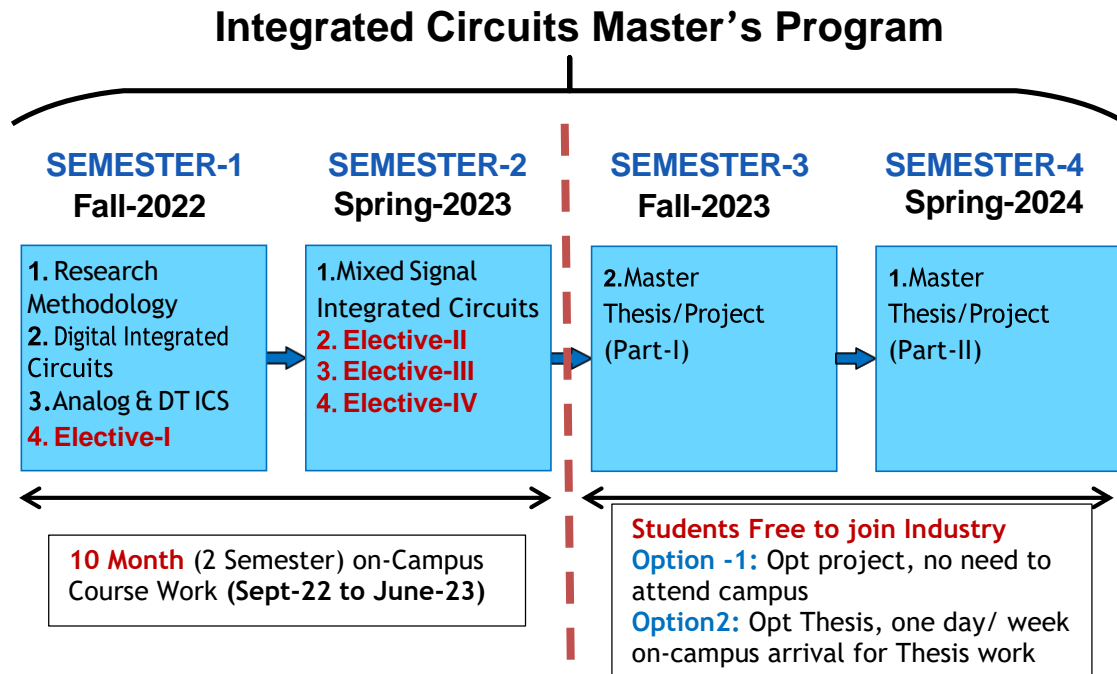 Integrated Circuits Master's Program
SEMESTER-1
Fall-2022
SEMESTER-2
Spring-2023
SEMESTER-3
Fall-2023
SEMESTER-4
Spring-2024
1. Research
Methodology
2. Digital Integrated
Circuits
3.Analog & DT ICS
4. Elective-I
1.Mixed Signal
Integrated Circuits
2. Elective-II
3. Elective-III
4. Elective-IV
2.Master
Thesis/Project
(Part-I)
1.Master
Thesis/Project
(Part-II)
10 Month (2 Semester) on-Campus
Course Work (Sept-22 to June-23)
Students Free to join Industry
Option -1: Opt project, no need to
attend campus
Option2: Opt Thesis, one day/ week
on-campus arrival for Thesis work